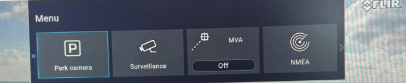 FLIR
Menu
P
Park camera
Surveillance
MVA
Off
NMEA